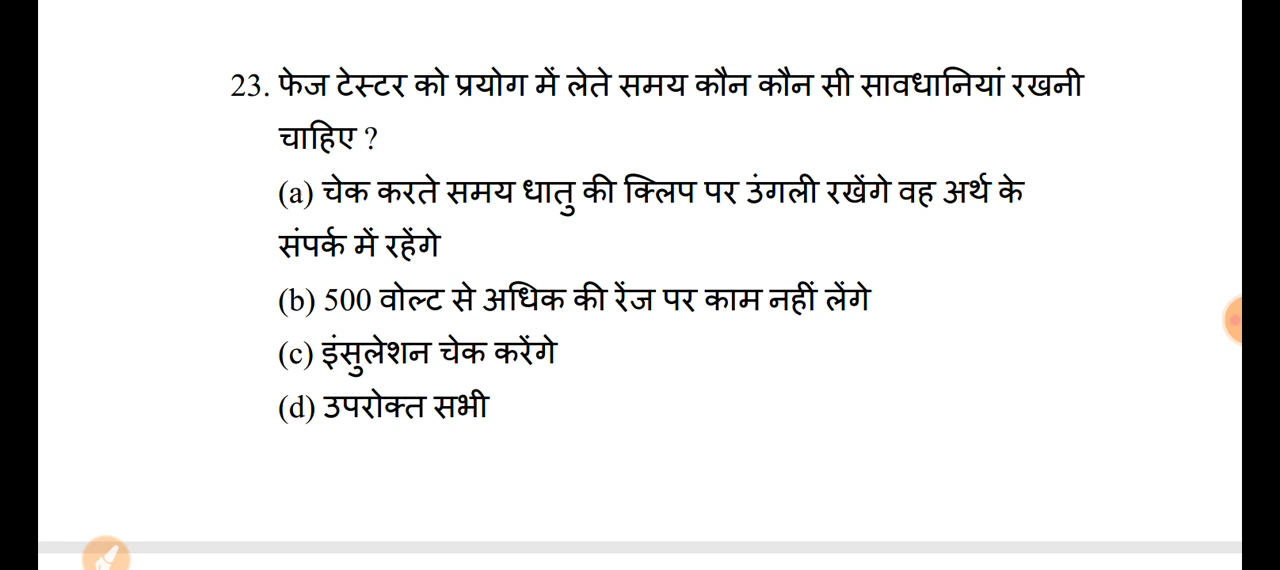 23. फेज टेस्टर को प्रयोग में लेते समय कौन कौन सी सावधानियां रखनी
चाहिए ?
(a) चेक करते समय धातु की क्लिप पर उंगली रखेंगे वह अर्थ के
संपर्क में रहेंगे
(b) 500 वोल्ट से अधिक की रेंज पर काम नहीं लेंगे
(c) इंसुलेशन चेक करेंगे
(d) उपरोक्त सभी